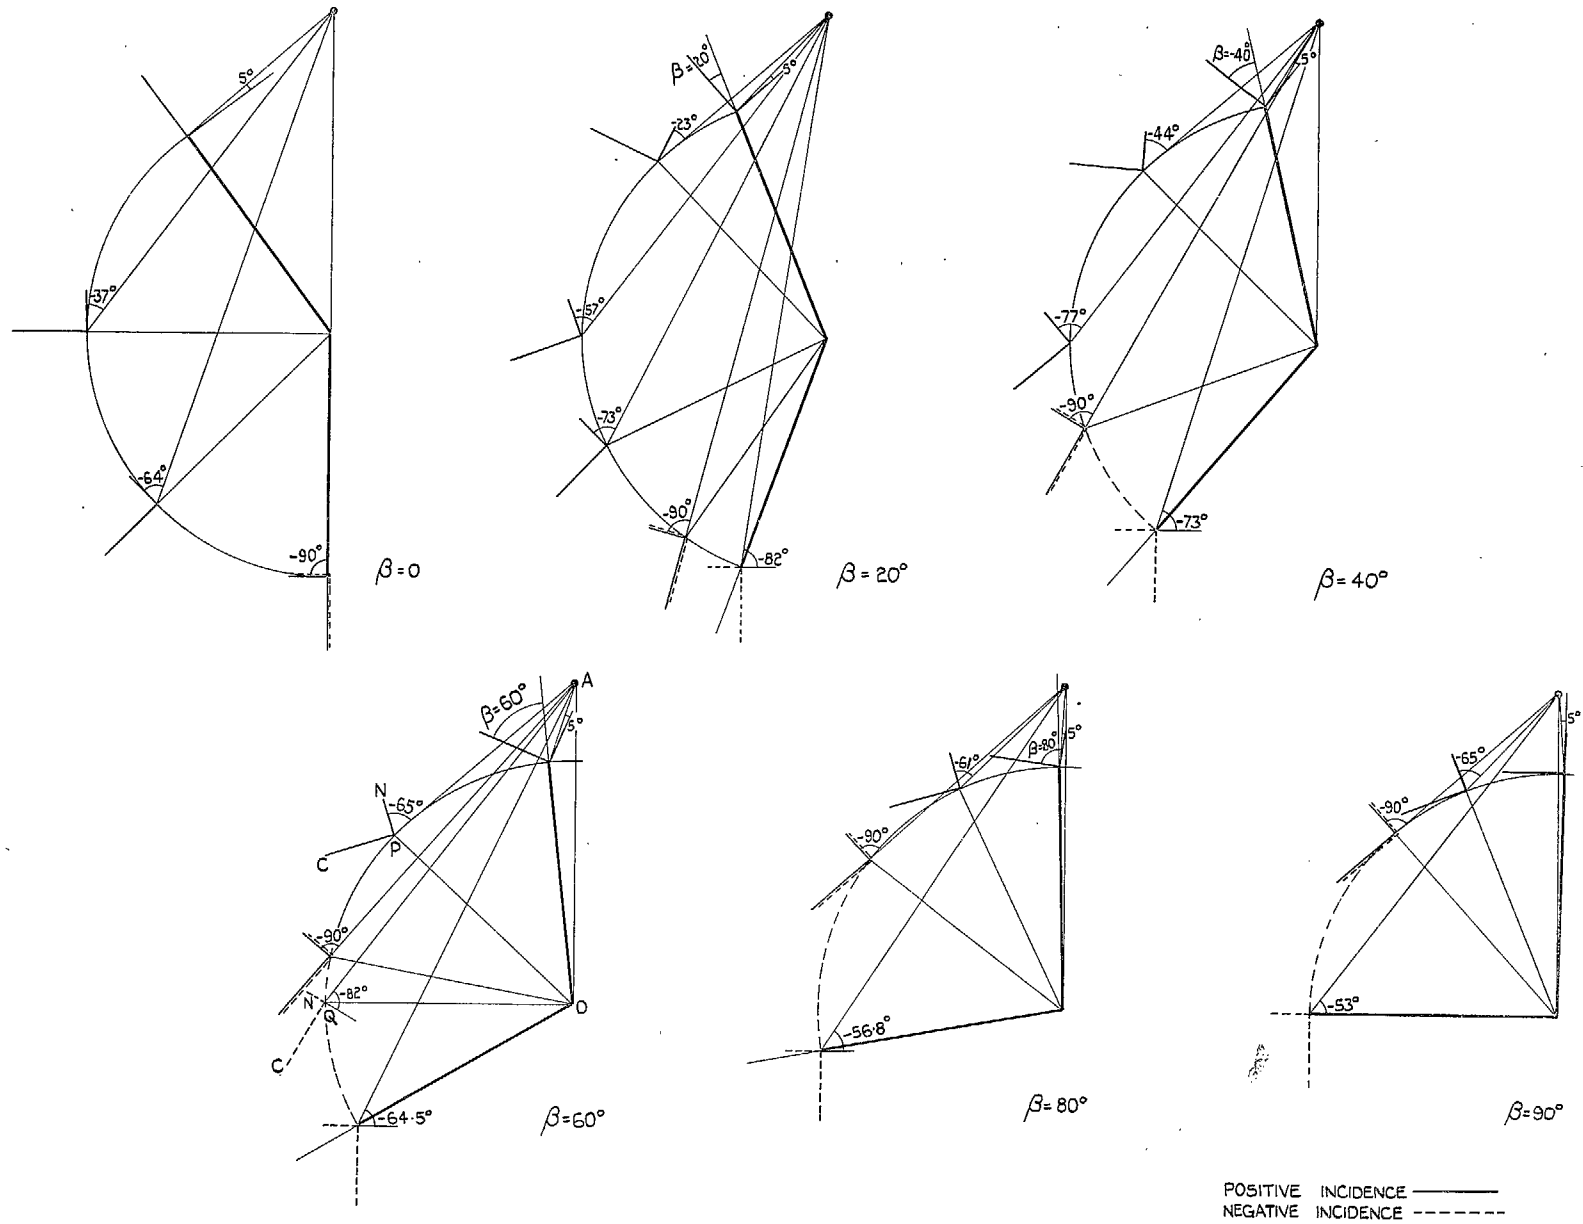 5°
-37°
-64°
-90°
β=0
β=20°
5°
-23°
-57°
-73°
-90°
-82°
β=20°
β=-40°
5°
-44°
-77°
-90°
-73°
β=40°
A
β=60°
5°
N
-65°
P
C
-90°
N
-82°
Q
O
C
-64·5°
β=60°
-61°
β=80°
5°
-90°
-56·8°
β=80°
5°
-65°
-90°
-53°
β=90°
POSITIVE INCIDENCE
NEGATIVE INCIDENCE